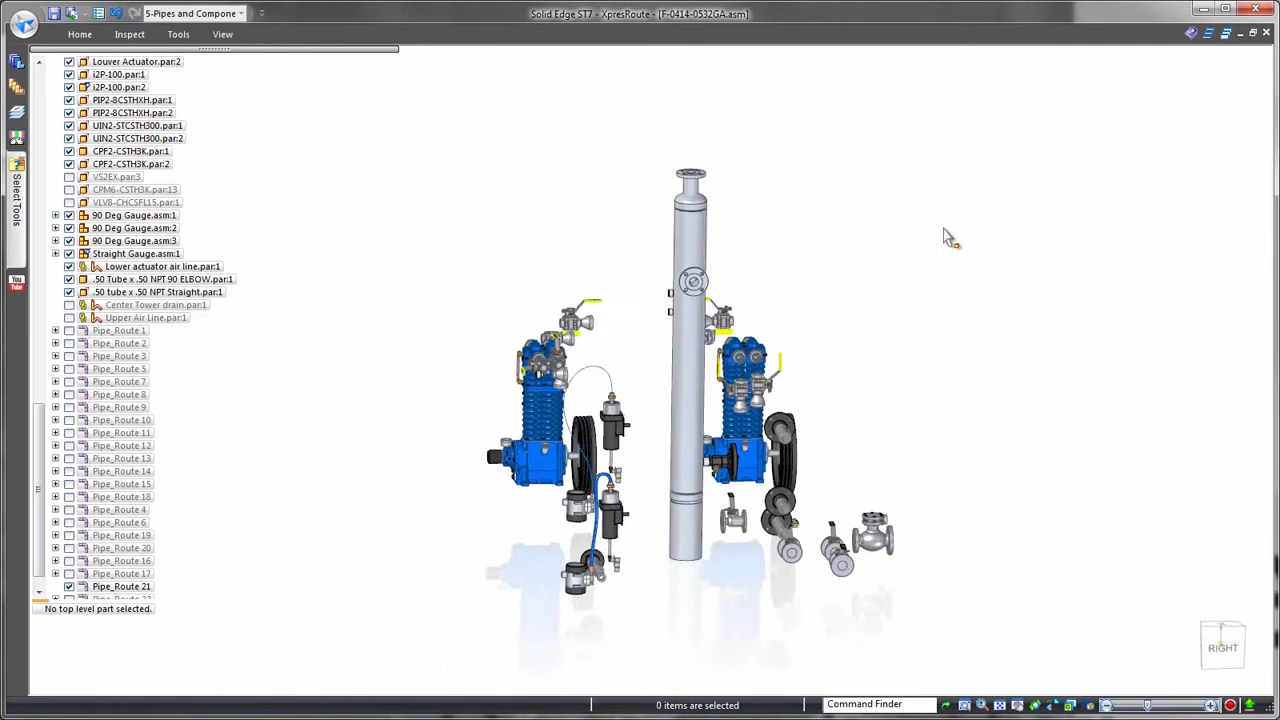 5-Pipes and Compone
Solid Edge ST7 - XpresRoute - [F-0414-0532GA.asm]
Home Inspect Tools View
Louver Actuator.par:2
i2P-100.par:1
i2P-100.par:2
PIP2-8CSTHXH.par:1
PIP2-8CSTHXH.par:2
UIN2-STCSTH300.par:1
UIN2-STCSTH300.par:2
CPF2-CSTH3K.par:1
CPF2-CSTH3K.par:2
VS2EX.par:3
CPM6-CSTH3K.par:13
VLV8-CHCSFL15.par:1
90 Deg Gauge.asm:1
90 Deg Gauge.asm:2
90 Deg Gauge.asm:3
Straight Gauge.asm:1
Lower actuator air line.par:1
.50 Tube x .50 NPT 90 ELBOW.par:1
.50 tube x .50 NPT Straight.par:1
Center Tower drain.par:1
Upper Air Line.par:1
Pipe_Route 1
Pipe_Route 2
Pipe_Route 3
Pipe_Route 5
Pipe_Route 7
Pipe_Route 8
Pipe_Route 9
Pipe_Route 10
Pipe_Route 11
Pipe_Route 12
Pipe_Route 13
Pipe_Route 14
Pipe_Route 15
Pipe_Route 18
Pipe_Route 4
Pipe_Route 6
Pipe_Route 19
Pipe_Route 20
Pipe_Route 16
Pipe_Route 17
Pipe_Route 21
No top level part selected.
Select Tools
You
Tube
RIGHT
0 items are selected
Command Finder